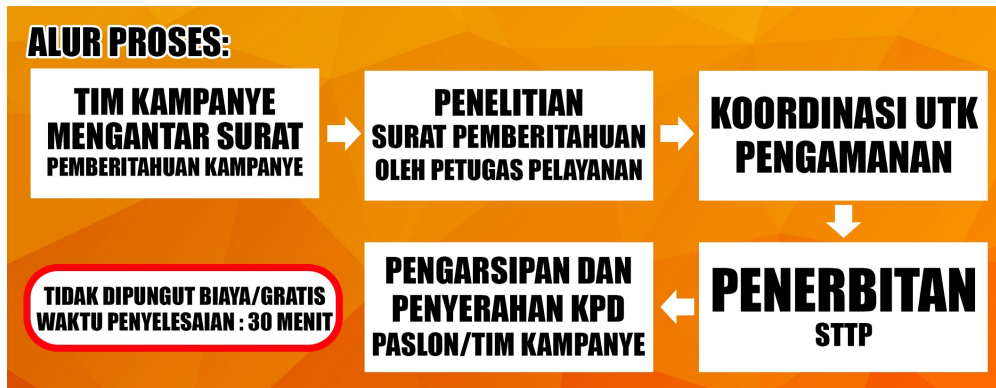 ALUR PROSES:
TIM KAMPANYE
MENGANTAR SURAT
PEMBERITAHUAN KAMPANYE
PENELITIAN
SURAT PEMBERITAHUAN
OLEH PETUGAS PELAYANAN
KOORDINASI UTK
PENGAMANAN
PENERBITAN
STTP
PENGARSIPAN DAN
PENYERAHAN KPD
PASLON/TIM KAMPANYE
TIDAK DIPUNGUT BIAYA/GRATIS
WAKTU PENYELESAIAN : 30 MENIT